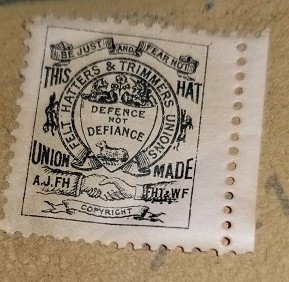 BE JUST AND FEAR NOT
THIS HAT
FELT HATTERS & TRIMMERS UNIONS
DEFENCE
NOT
DEFIANCE
UNION MADE
A.J.FH FHT&WF
COPYRIGHT